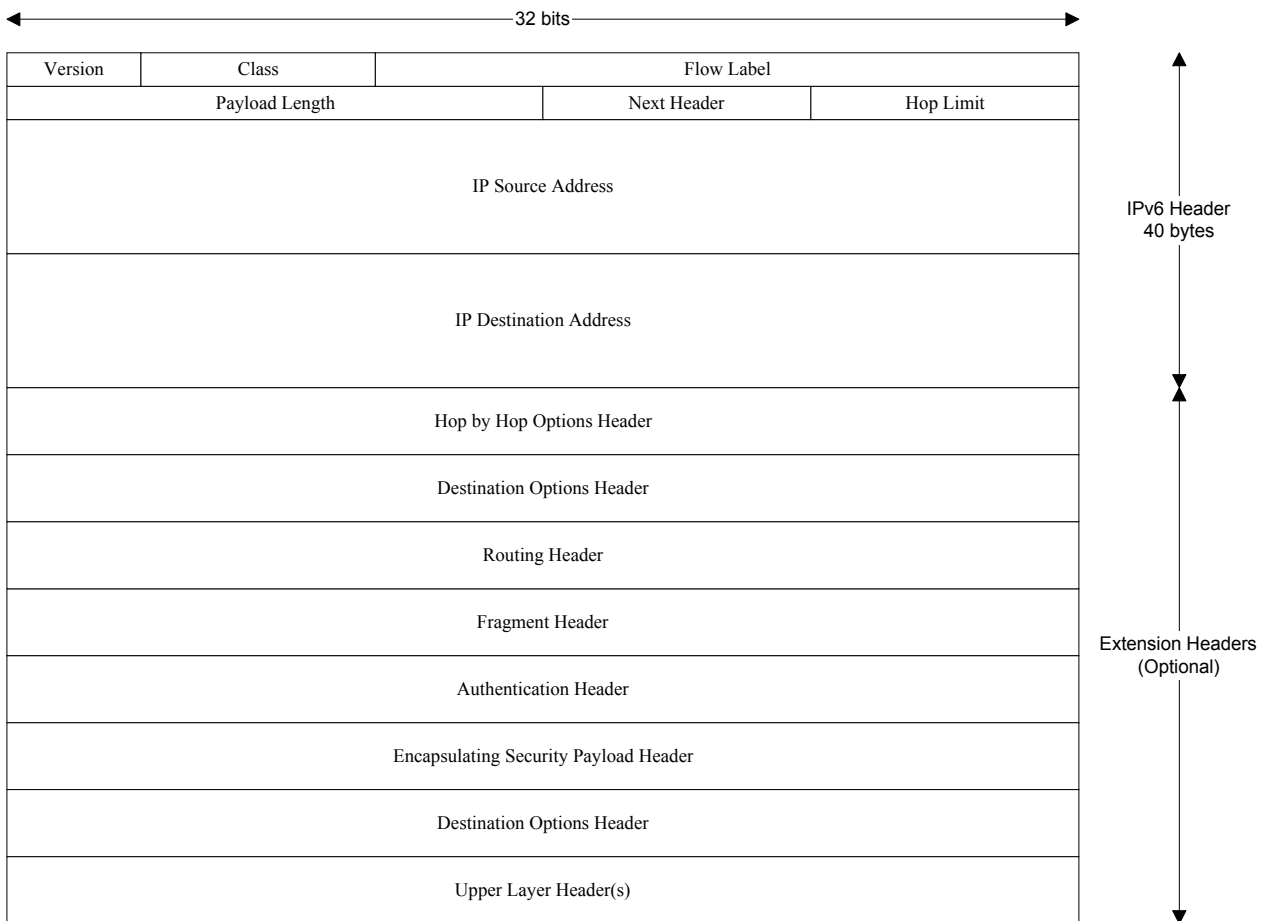 32 bits
Version Class Flow Label
Payload Length Next Header Hop Limit
IP Source Address
IPv6 Header
40 bytes
IP Destination Address
Hop by Hop Options Header
Destination Options Header
Routing Header
Fragment Header
Extension Headers
(Optional)
Authentication Header
Encapsulating Security Payload Header
Destination Options Header
Upper Layer Header(s)